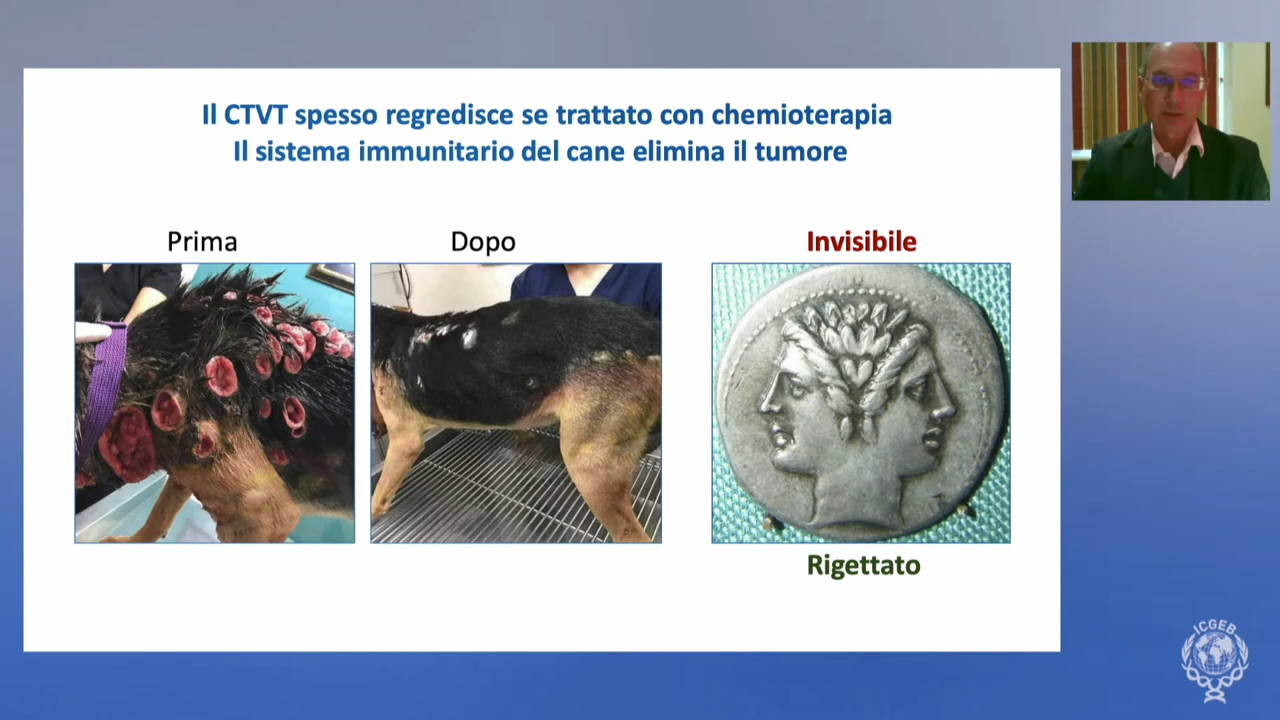 Il CTVT spesso regredisce se trattato con chemioterapia
Il sistema immunitario del cane elimina il tumore
Prima
Dopo
Invisibile
Rigettato
ICGEB